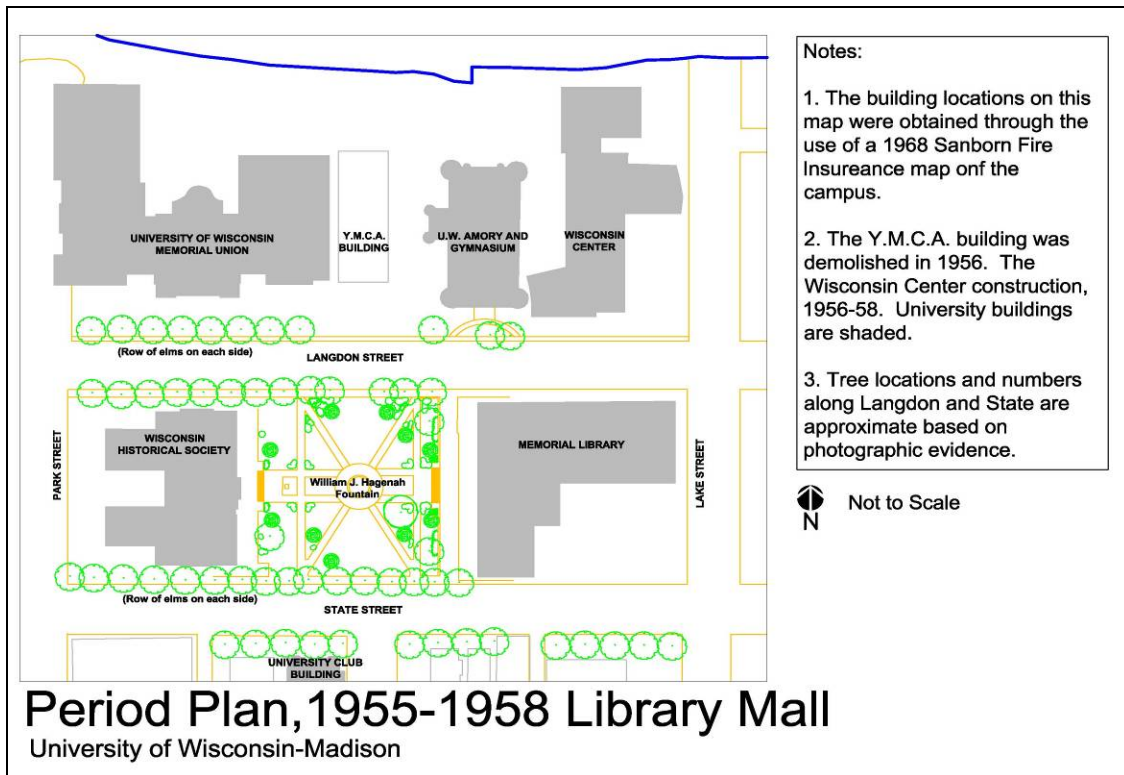 UNIVERSITY OF WISCONSIN
MEMORIAL UNION
Y.M.C.A.
BUILDING
U.W. AMORY AND
GYMNASIUM
WISCONSIN
CENTER
(Row of elms on each side)
LANGDON STREET
PARK STREET
WISCONSIN
HISTORICAL SOCIETY
William J. Hagenah
Fountain
MEMORIAL LIBRARY
LAKE STREET
(Row of elms on each side)
STATE STREET
UNIVERSITY CLUB
BUILDING
Notes:
1. The building locations on this
map were obtained through the
use of a 1968 Sanborn Fire
Insureance map onf the
campus.
2. The Y.M.C.A. building was
demolished in 1956. The
Wisconsin Center construction,
1956-58. University buildings
are shaded.
3. Tree locations and numbers
along Langdon and State are
approximate based on
photographic evidence.
N
Not to Scale
Period Plan,1955-1958 Library Mall
University of Wisconsin-Madison